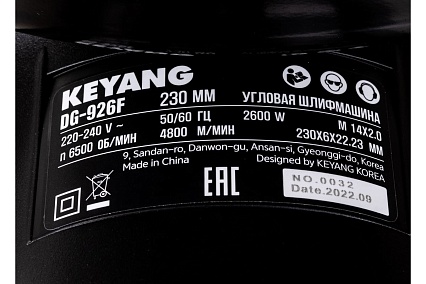 KEYANG
DG-926F 230 ММ УГЛОВАЯ ШЛИФМАШИНА
220-240 V ~ 50/60 ГЦ 2600 W M 14X2.0
n 6500 ОБ/МИН 4800 М/МИН 230X6X22.23 ММ
9, Sandan-ro, Danwon-gu, Ansan-si, Gyeonggi-do, Korea
Made in China Designed by KEYANG KOREA
EAC
NO.0032
Date.2022.09